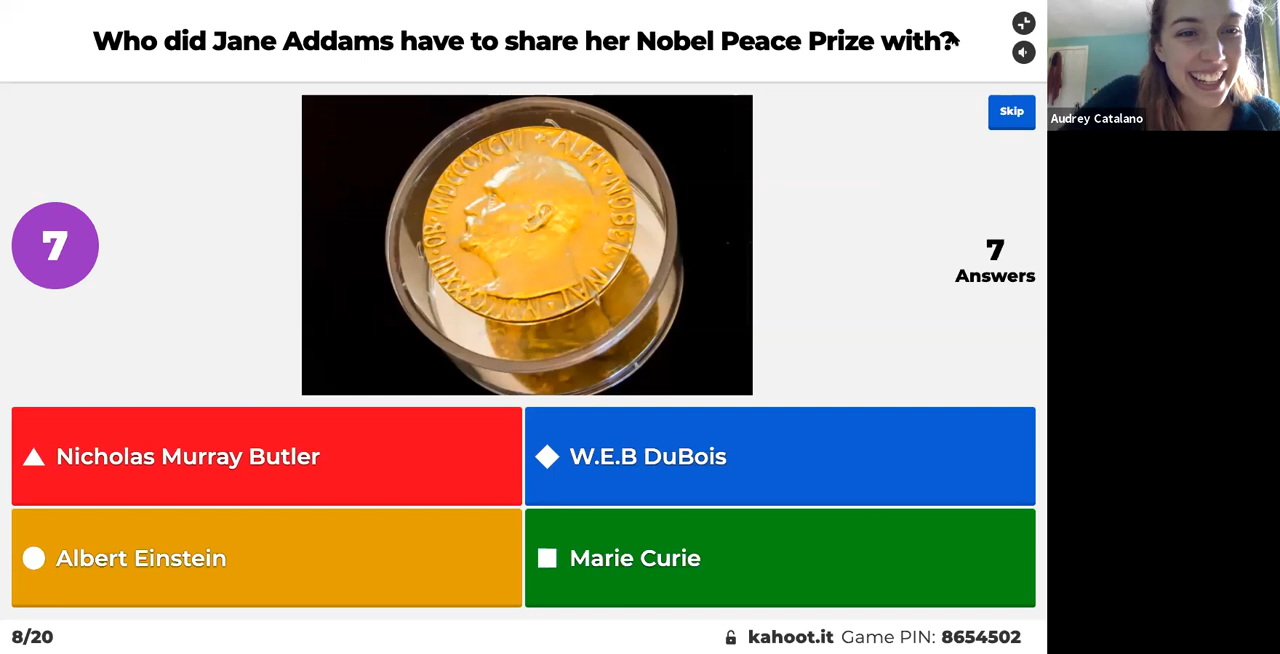 Who did Jane Addams have to share her Nobel Peace Prize with?
Skip
Audrey Catalano
7
7
Answers
Nicholas Murray Butler
W.E.B DuBois
Albert Einstein
Marie Curie
8/20
kahoot.it Game PIN: 8654502